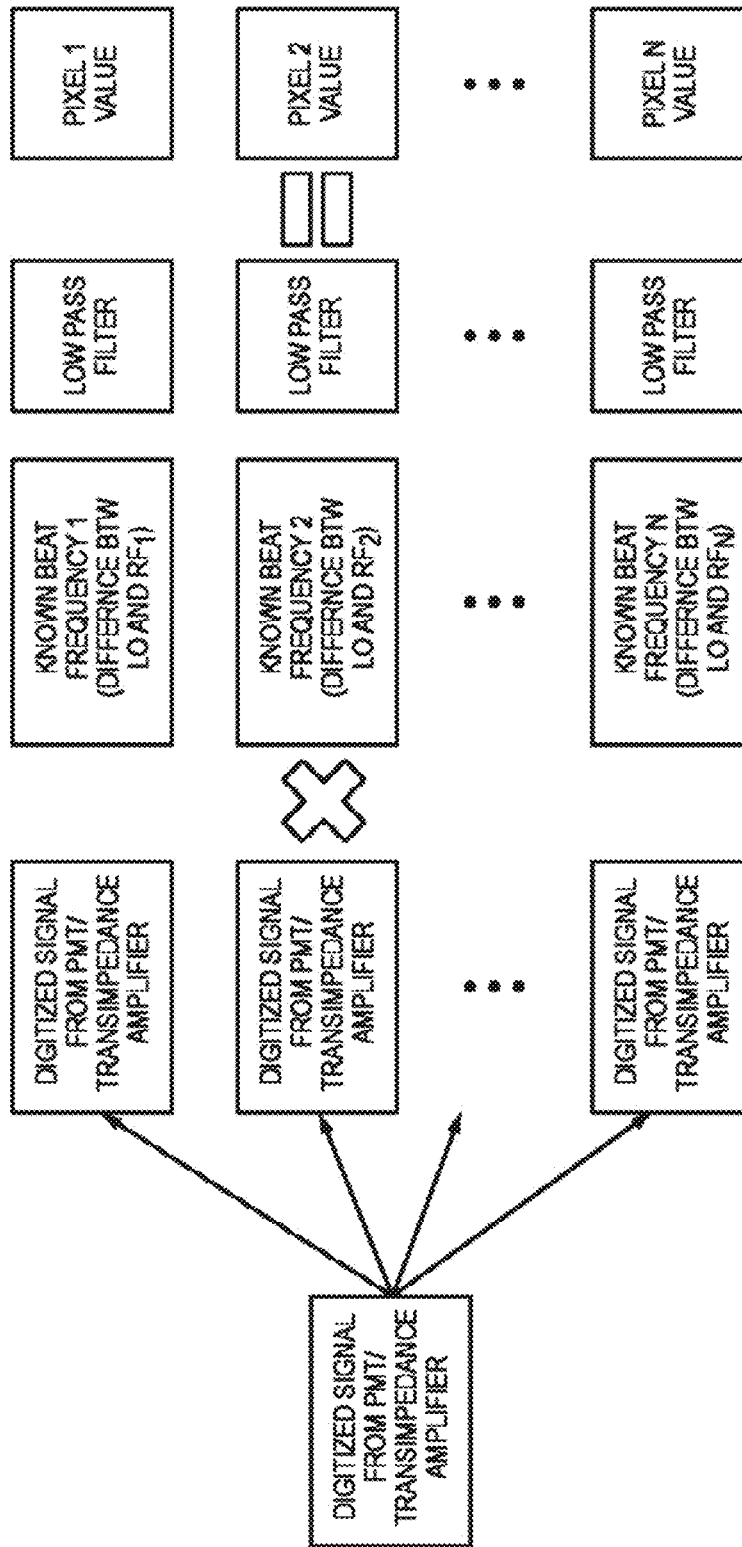 DIGITIZED SIGNAL
FROM PMT/
TRANSIMPEDANCE
AMPLIFIER
DIGITIZED SIGNAL
FROM PMT/
TRANSIMPEDANCE
AMPLIFIER
KNOWN BEAT
FREQUENCY 1
(DIFFERNCE BTW
LO AND RF1)
LOW PASS
FILTER
PIXEL 1
VALUE
DIGITIZED SIGNAL
FROM PMT/
TRANSIMPEDANCE
AMPLIFIER
KNOWN BEAT
FREQUENCY 2
(DIFFERNCE BTW
LO AND RF2)
LOW PASS
FILTER
PIXEL 2
VALUE
DIGITIZED SIGNAL
FROM PMT/
TRANSIMPEDANCE
AMPLIFIER
KNOWN BEAT
FREQUENCY N
(DIFFERNCE BTW
LO AND RFN)
LOW PASS
FILTER
PIXEL N
VALUE